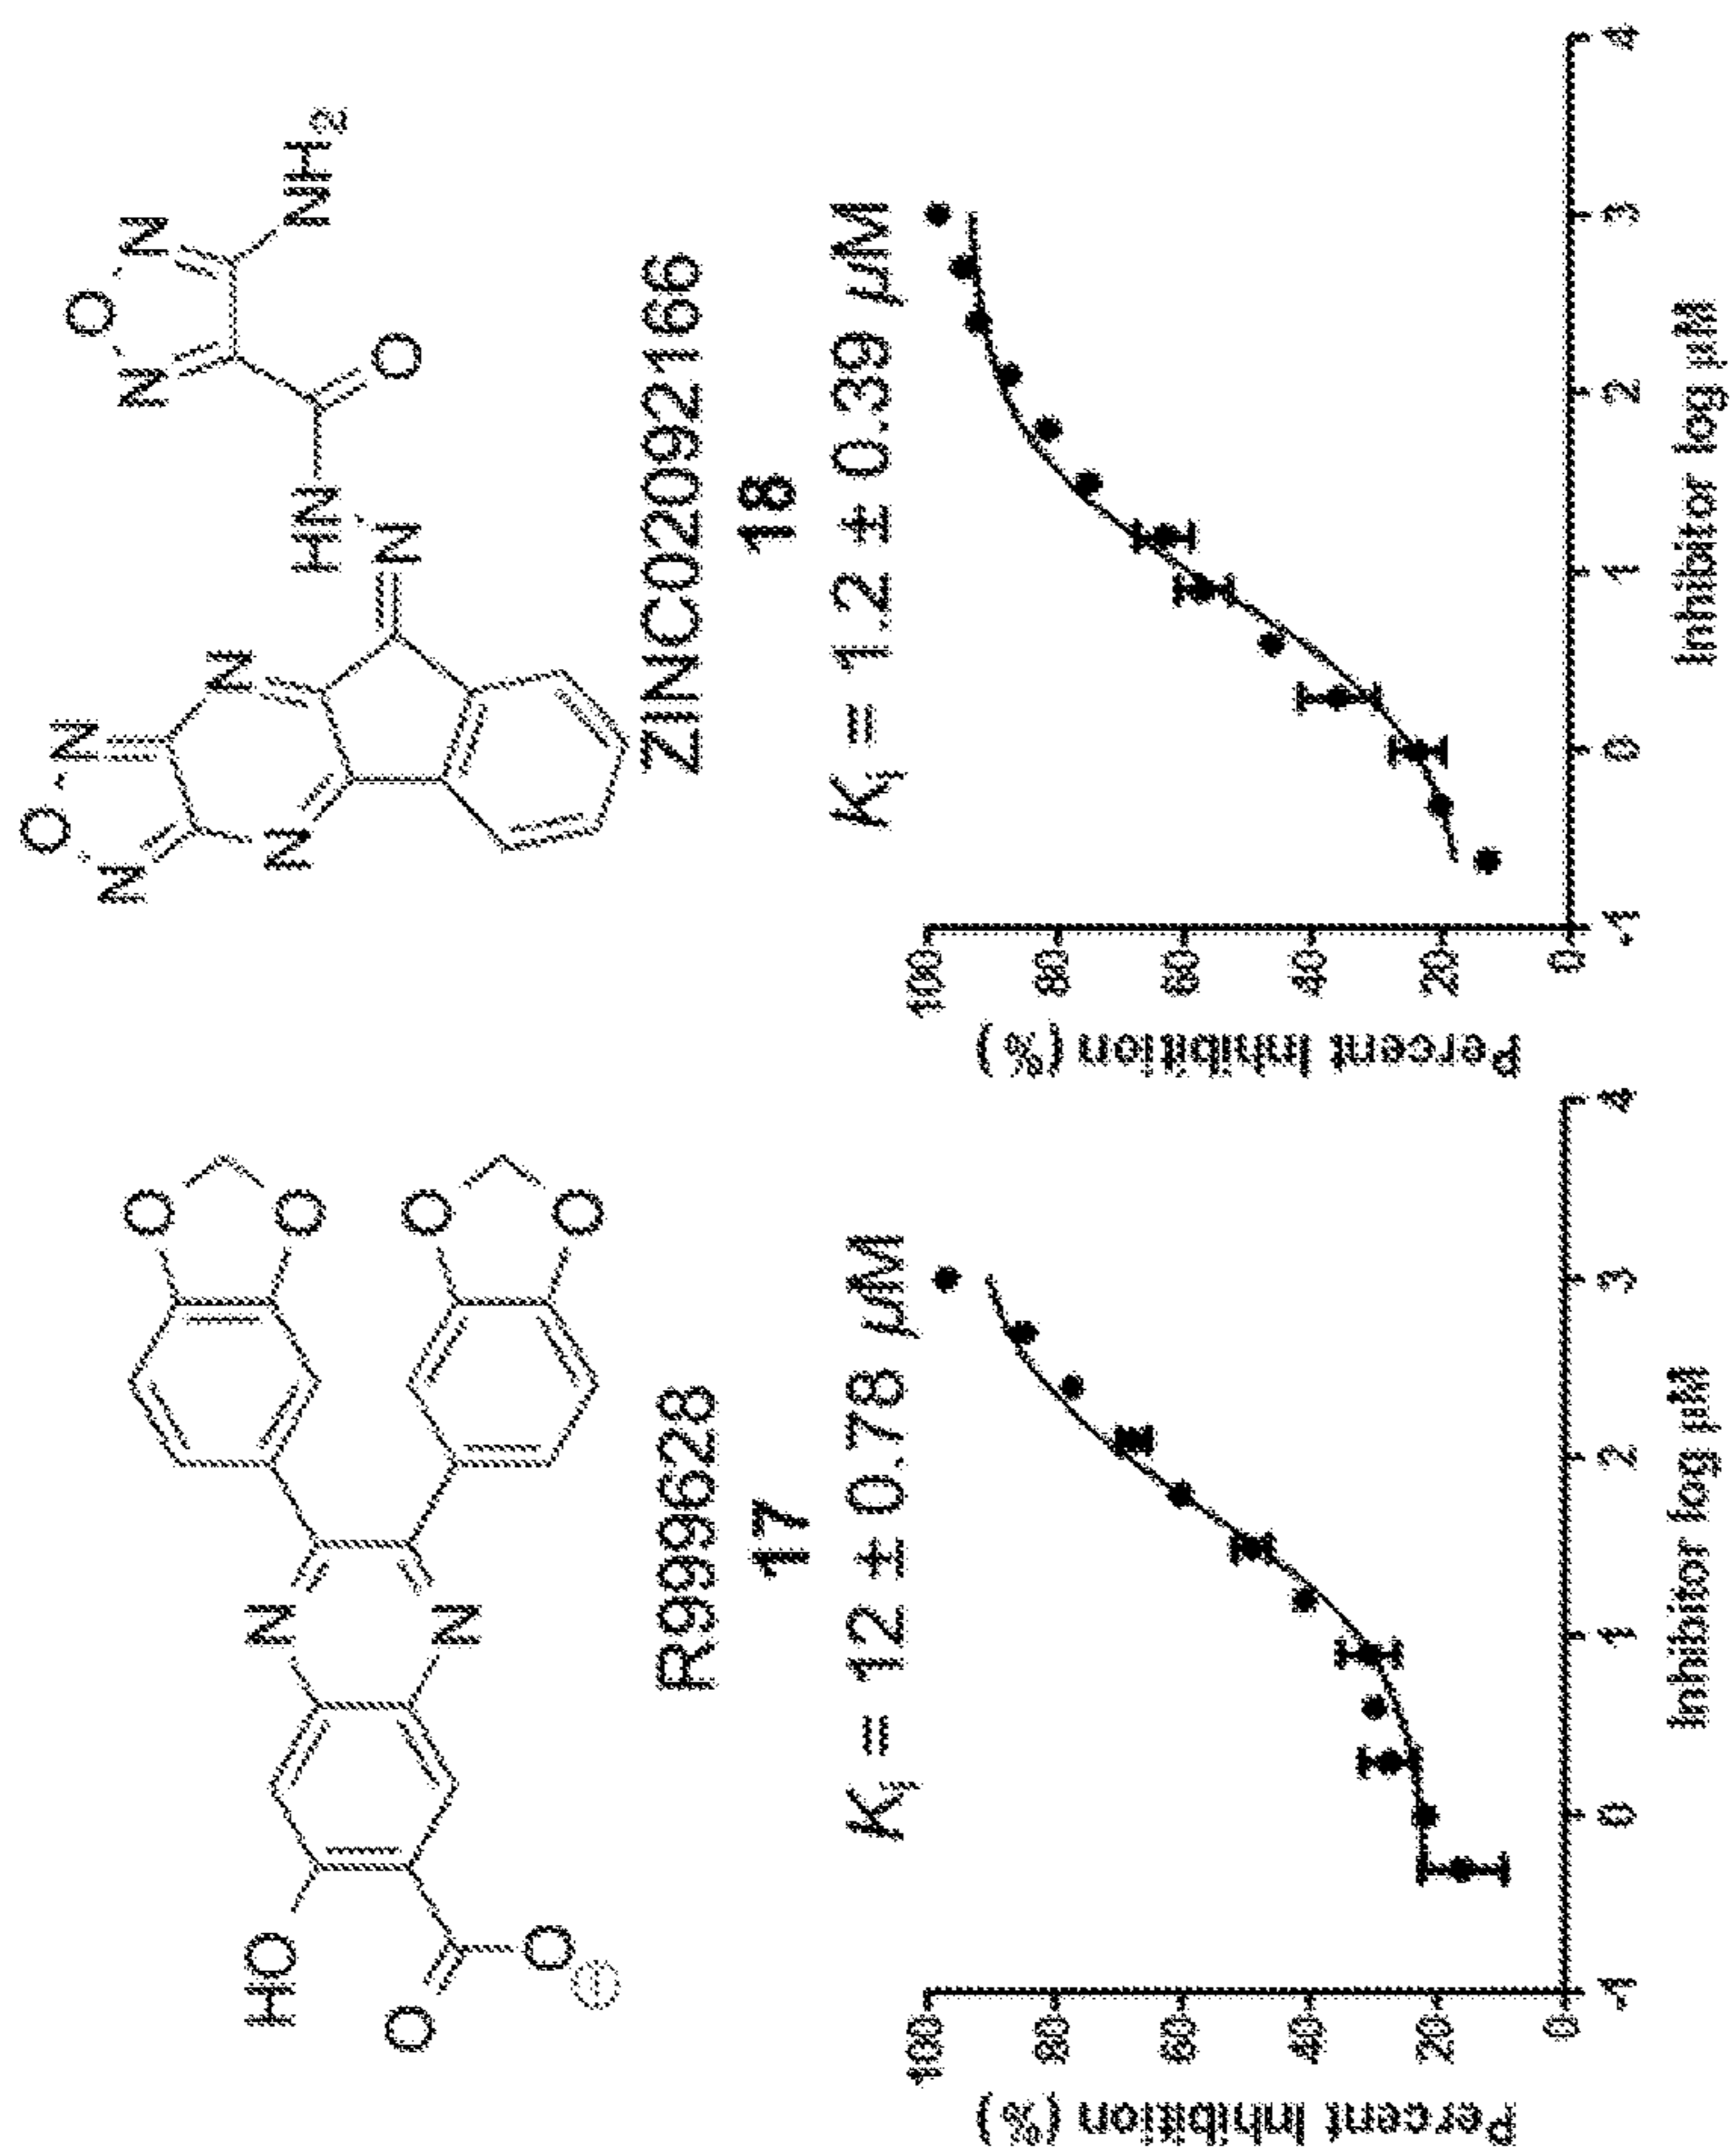 HO
O
O
N
N
O
O
O
O
R999628
17
Ki = 12 ± 0.78 µM
Percent Inhibition (%)
100
80
60
40
20
0
-1
0
1
2
3
4
Inhibitor log µM
O
N
N
N
N
N
HN
O
N
O
N
NH2
ZINC02092166
18
Ki = 1.2 ± 0.39 µM
Percent Inhibition (%)
100
80
60
40
20
0
-1
0
1
2
3
4
Inhibitor log µM